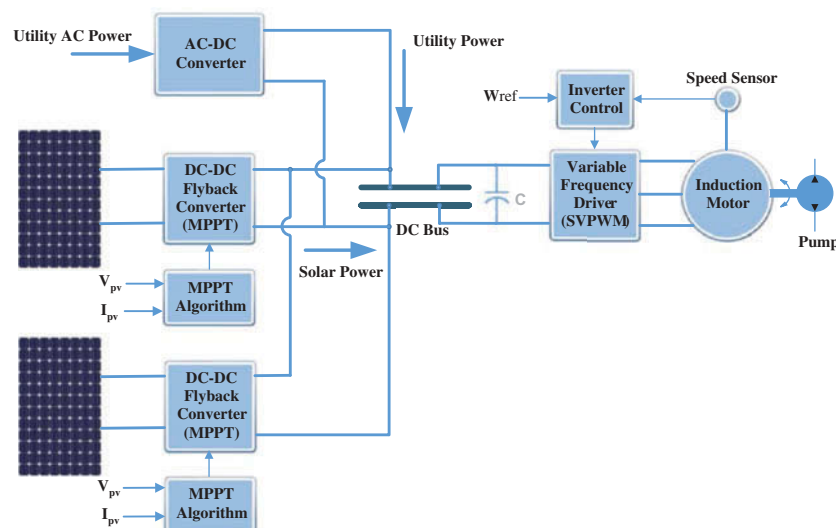 Utility AC Power
AC-DC
Converter
Utility Power
Speed Sensor
Wref
Inverter
Control
DC-DC
Flyback
Converter
(MPPT)
Variable
Frequency
Driver
(SVPWM)
Induction
Motor
C
DC Bus
Pump
Solar Power
Vpv
Ipv
MPPT
Algorithm
DC-DC
Flyback
Converter
(MPPT)
Vpv
Ipv
MPPT
Algorithm